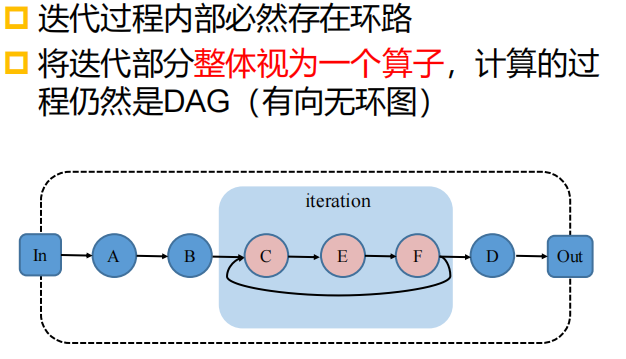 迭代过程内部必然存在环路
将迭代部分整体视为一个算子，计算的过
程仍然是DAG（有向无环图）
iteration
In A B C E F D Out